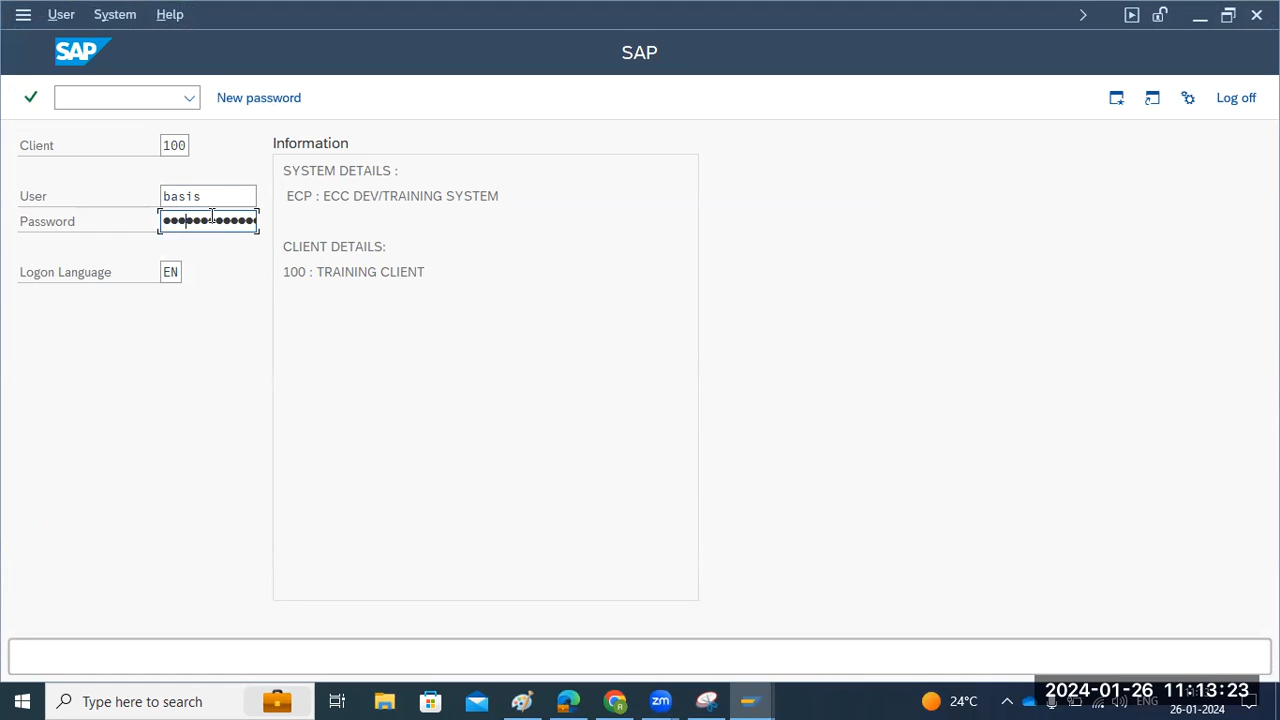 User System Help
SAP SAP
New password Log off
Client 100
Information
SYSTEM DETAILS :
User basis
ECP : ECC DEV/TRAINING SYSTEM
Password
CLIENT DETAILS:
Logon Language EN
100 : TRAINING CLIENT
Type here to search
24°C
ENG
2024-01-26 11:13:23
26-01-2024